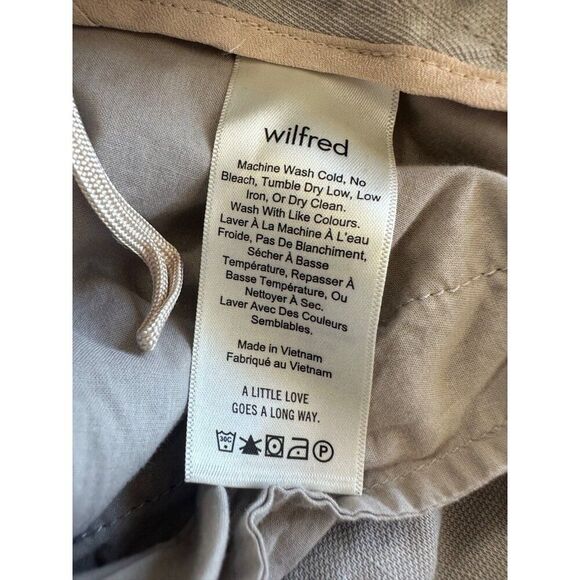 wilfred
Machine Wash Cold, No
Bleach, Tumble Dry Low, Low
Iron, Or Dry Clean.
Wash With Like Colours.
Laver À La Machine À L'eau
Froide, Pas De Blanchiment,
Sécher À Basse
Température, Repasser À
Basse Température, Ou
Nettoyer À Sec.
Laver Avec Des Couleurs
Semblables.
Made in Vietnam
Fabriqué au Vietnam
A LITTLE LOVE
GOES A LONG WAY.
30C P